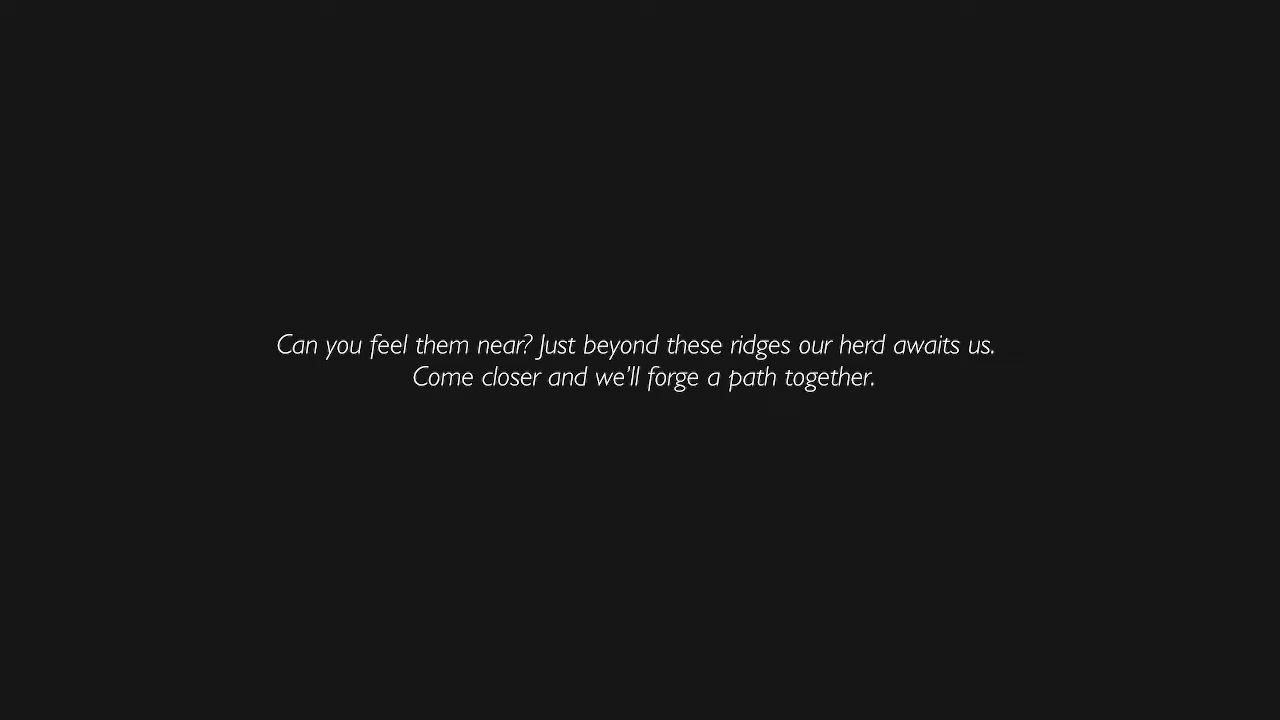 Can you feel them near? Just beyond these ridges our herd awaits us.
Come closer and we'll forge a path together.